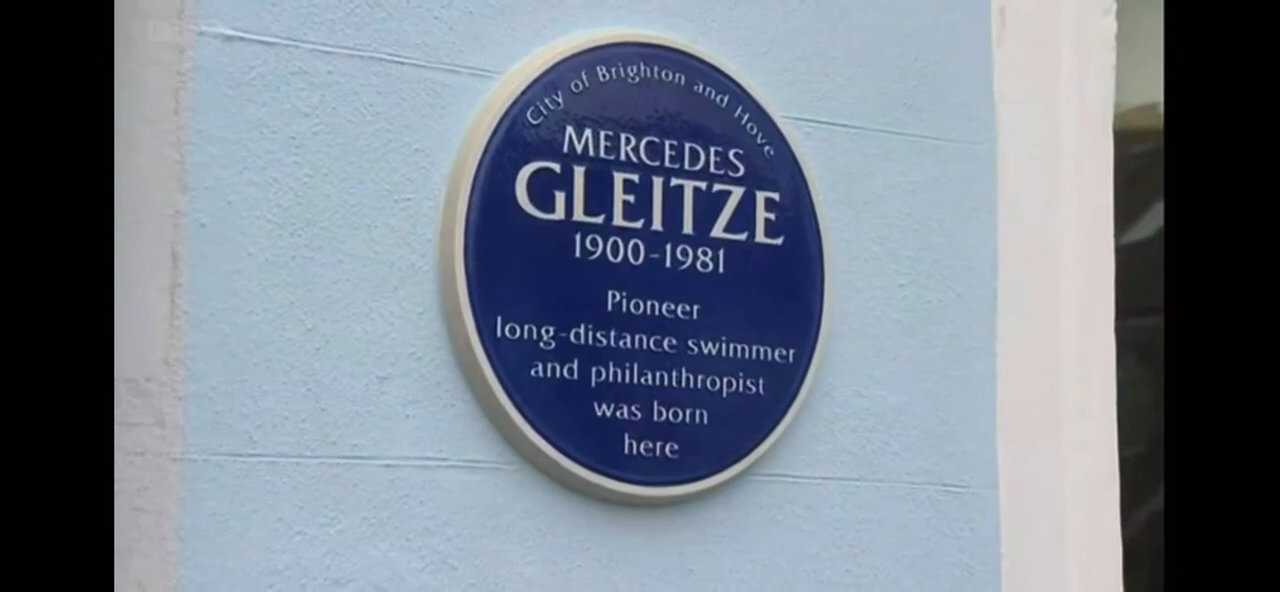 City of Brighton and Hove
MERCEDES
GLEITZE
1900-1981
Pioneer
long-distance swimmer
and philanthropist
was born
here